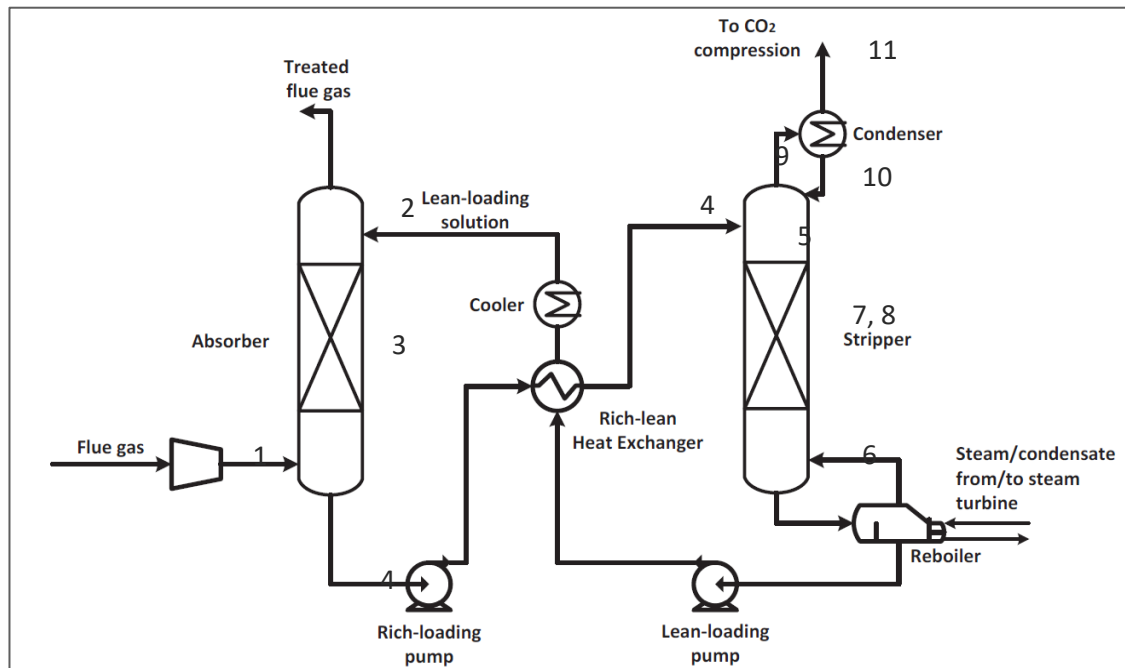 To CO₂
compression
11
Treated
flue gas
Condenser
9
10
2
Lean-loading
solution
4
5
Cooler
7, 8
Absorber
3
Stripper
Rich-lean
Heat Exchanger
Flue gas
1
6
Steam/condensate
from/to steam
turbine
Reboiler
4
Rich-loading
pump
Lean-loading
pump